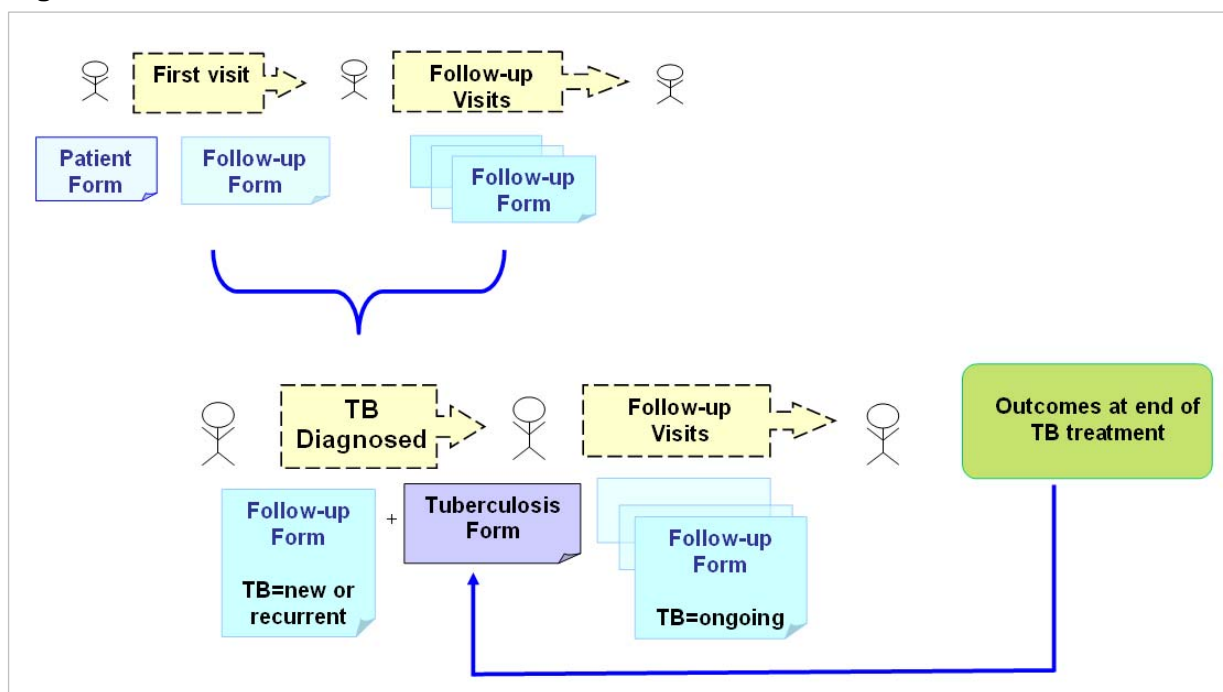 First visit
Follow-up
Visits
Patient
Form
Follow-up
Form
Follow-up
Form
TB
Diagnosed
Follow-up
Visits
Outcomes at end of
TB treatment
Follow-up
Form
TB=new or
recurrent
+
Tuberculosis
Form
Follow-up
Form
TB=ongoing